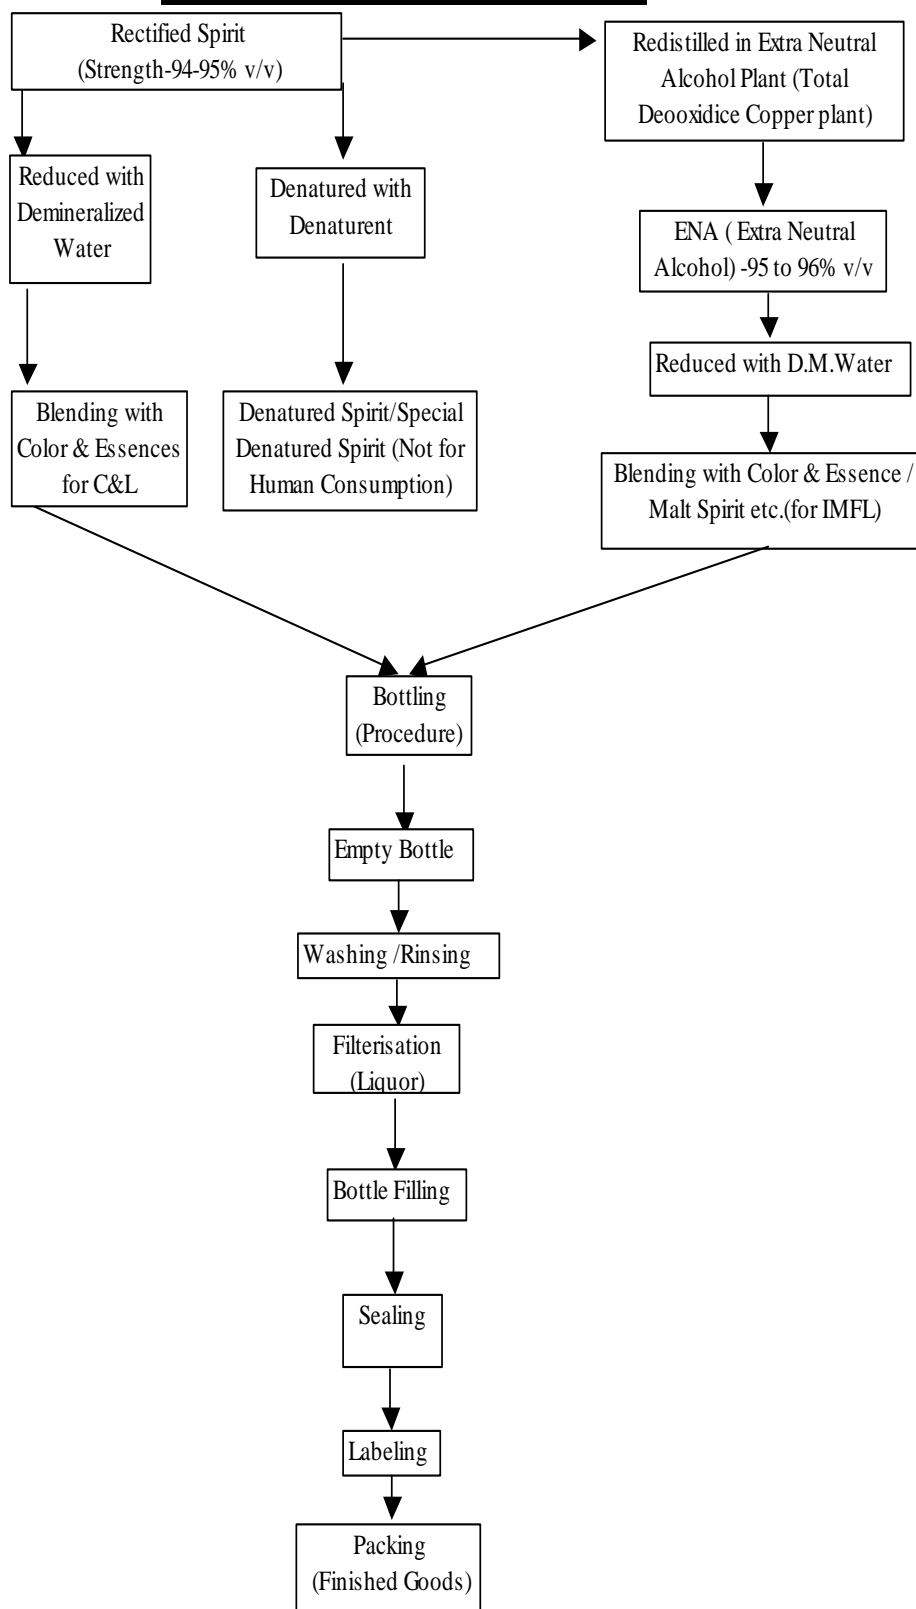 Rectified Spirit
(Strength-94-95% v/v)
Redistilled in Extra Neutral
Alcohol Plant (Total
Deooxidice Copper plant)
Reduced with
Demineralized
Water
Denatured with
Denaturent
ENA ( Extra Neutral
Alcohol) -95 to 96% v/v
Reduced with D.M.Water
Blending with
Color & Essences
for C&L
Denatured Spirit/Special
Denatured Spirit (Not for
Human Consumption)
Blending with Color & Essence /
Malt Spirit etc.(for IMFL)
Bottling
(Procedure)
Empty Bottle
Washing /Rinsing
Filterisation
(Liquor)
Bottle Filling
Sealing
Labeling
Packing
(Finished Goods)